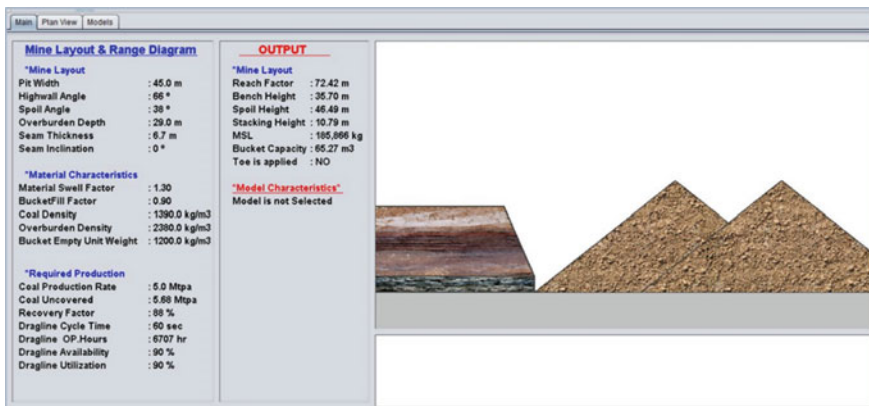 Main Plan View Models
Mine Layout & Range Diagram
"Mine Layout
Pit Width : 45.0 m
Highwall Angle : 66 °
Spoil Angle : 38 °
Overburden Depth : 29.0 m
Seam Thickness : 6.7 m
Seam Inclination : 0 °
"Material Characteristics
Material Swell Factor : 1.30
BucketFill Factor : 0.90
Coal Density : 1390.0 kg/m3
Overburden Density : 2380.0 kg/m3
Bucket Empty Unit Weight : 1200.0 kg/m3
"Required Production
Coal Production Rate : 5.0 Mtpa
Coal Uncovered : 5.68 Mtpa
Recovery Factor : 88 %
Dragline Cycle Time : 60 sec
Dragline OP.Hours : 6707 hr
Dragline Availability : 90 %
Dragline Utilization : 90 %
OUTPUT
"Mine Layout
Reach Factor : 72.42 m
Bench Height : 35.70 m
Spoil Height : 46.49 m
Stacking Height : 10.79 m
MSL : 185,866 kg
Bucket Capacity : 65.27 m3
Toe is applied : NO
"Model Characteristics"
Model is not Selected